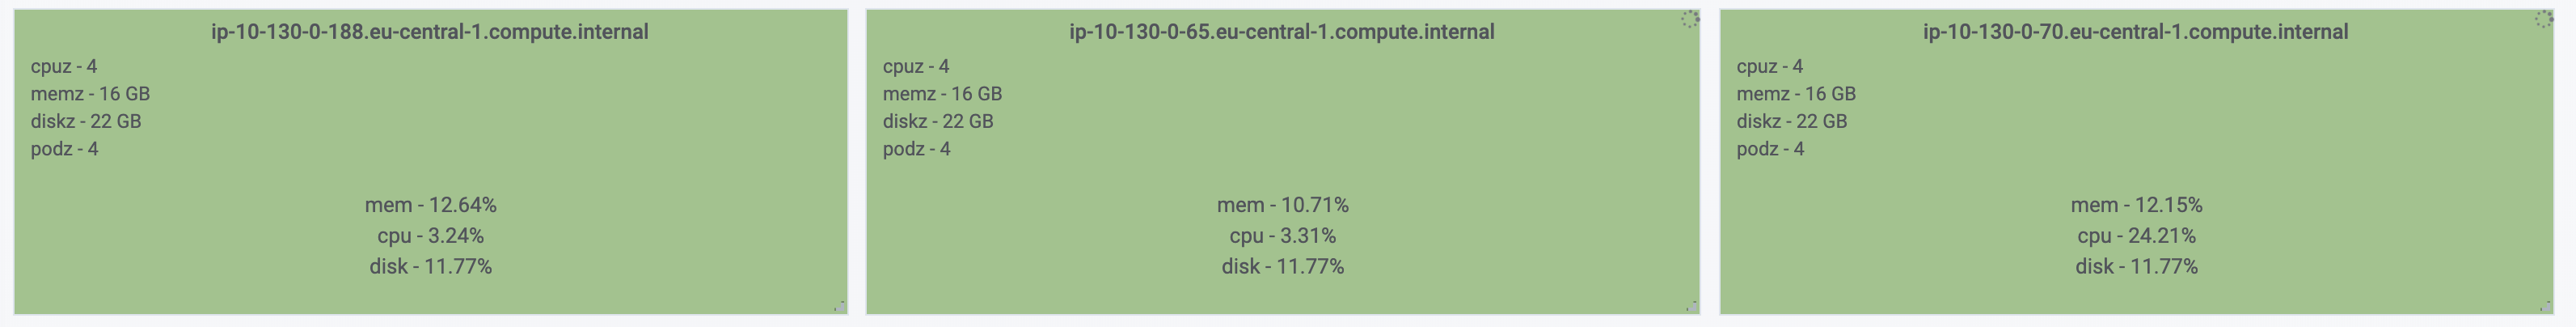 ip-10-130-0-188.eu-central-1.compute.internal
cpuz - 4
memz - 16 GB
diskz - 22 GB
podz - 4
mem - 12.64%
cpu - 3.24%
disk - 11.77%
ip-10-130-0-65.eu-central-1.compute.internal
cpuz - 4
memz - 16 GB
diskz - 22 GB
podz - 4
mem - 10.71%
cpu - 3.31%
disk - 11.77%
ip-10-130-0-70.eu-central-1.compute.internal
cpuz - 4
memz - 16 GB
diskz - 22 GB
podz - 4
mem - 12.15%
cpu - 24.21%
disk - 11.77%